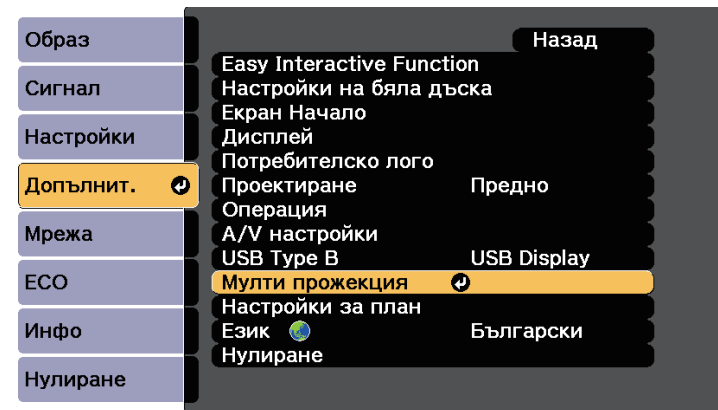 Образ
Сигнал
Настройки
Допълнит.
Мрежа
ECO
Инфо
Нулиране
Назад
Easy Interactive Function
Настройки на бяла дъска
Екран Начало
Дисплей
Потребителско лого
Проектиране Предно
Операция
A/V настройки
USB Type B USB Display
Мулти прожекция
Настройки за план
Език Български
Нулиране